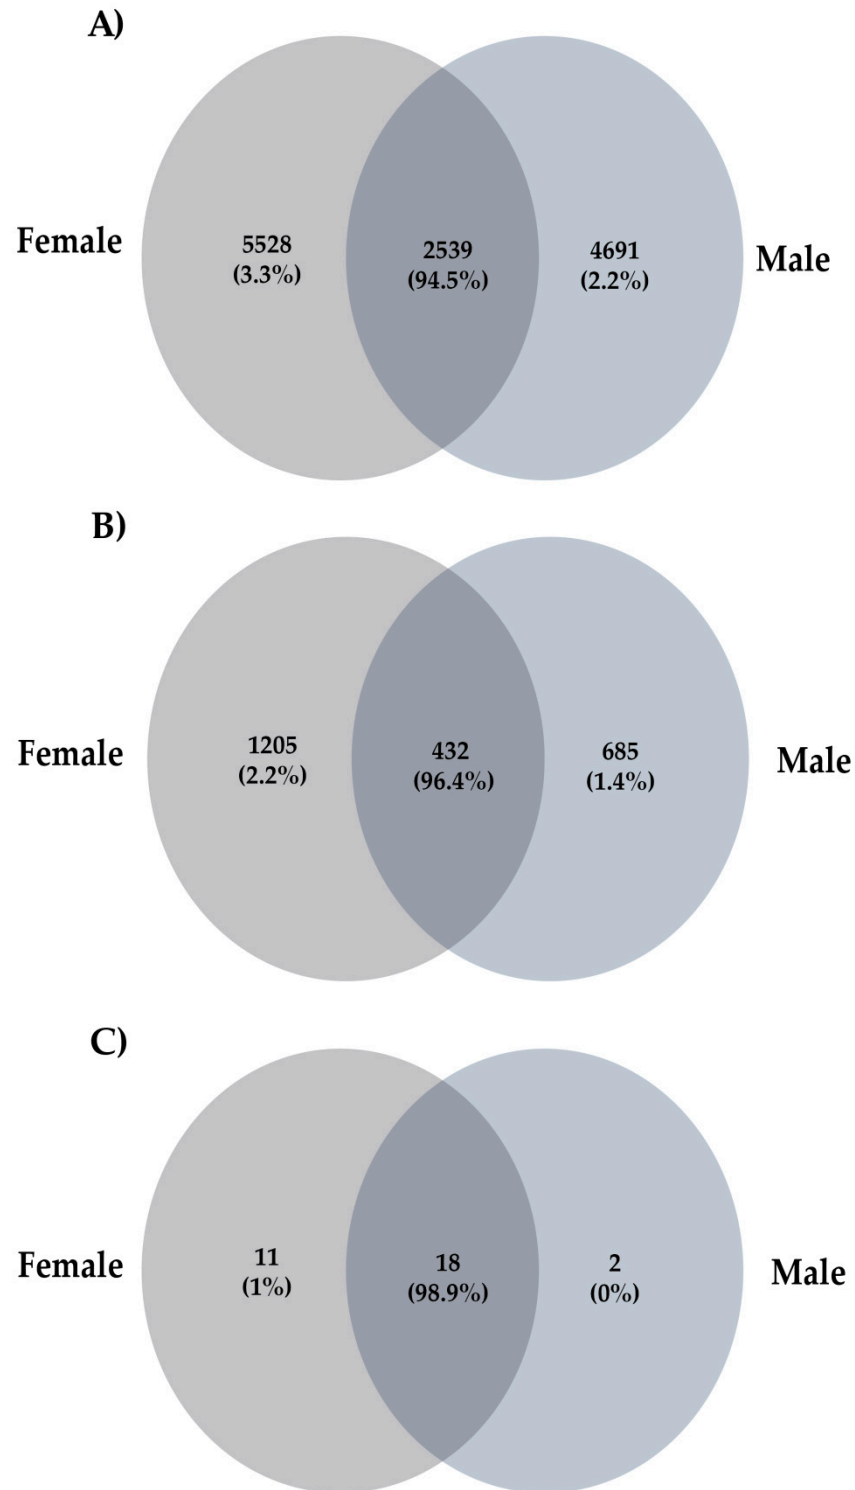 A)
Female
5528
(3.3%)
2539
(94.5%)
4691
(2.2%)
Male
B)
Female
1205
(2.2%)
432
(96.4%)
685
(1.4%)
Male
C)
Female
11
(1%)
18
(98.9%)
2
(0%)
Male